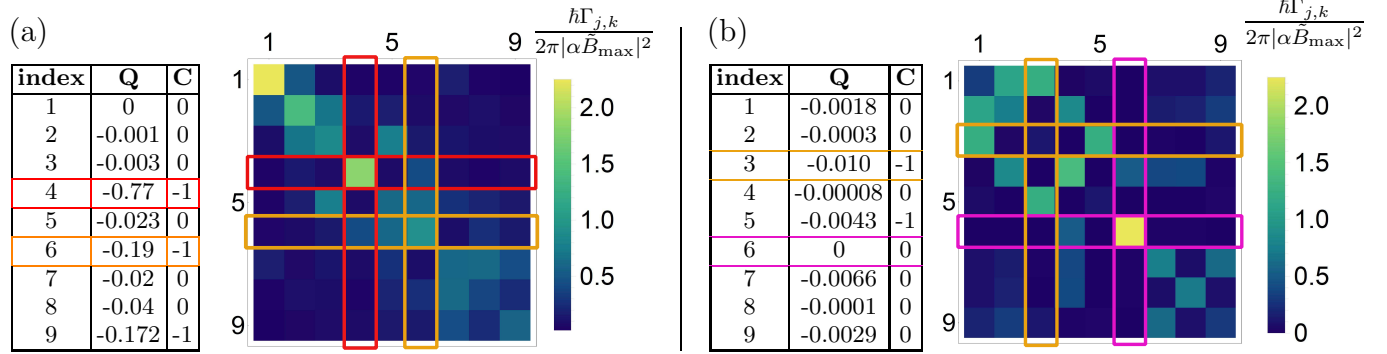 (a)
index Q C
1 0 0
2 -0.001 0
3 -0.003 0
4 -0.77 -1
5 -0.023 0
6 -0.19 -1
7 -0.02 0
8 -0.04 0
9 -0.172 -1
1 5 9
1
5
9
ħΓj,k
2π|αB̃max|²
2.0
1.5
1.0
0.5
(b)
index Q C
1 -0.0018 0
2 -0.0003 0
3 -0.010 -1
4 -0.00008 0
5 -0.0043 -1
6 0 0
7 -0.0066 0
8 -0.0001 0
9 -0.0029 0
1 5 9
1
5
9
ħΓj,k
2π|αB̃max|²
2.0
1.5
1.0
0.5
0